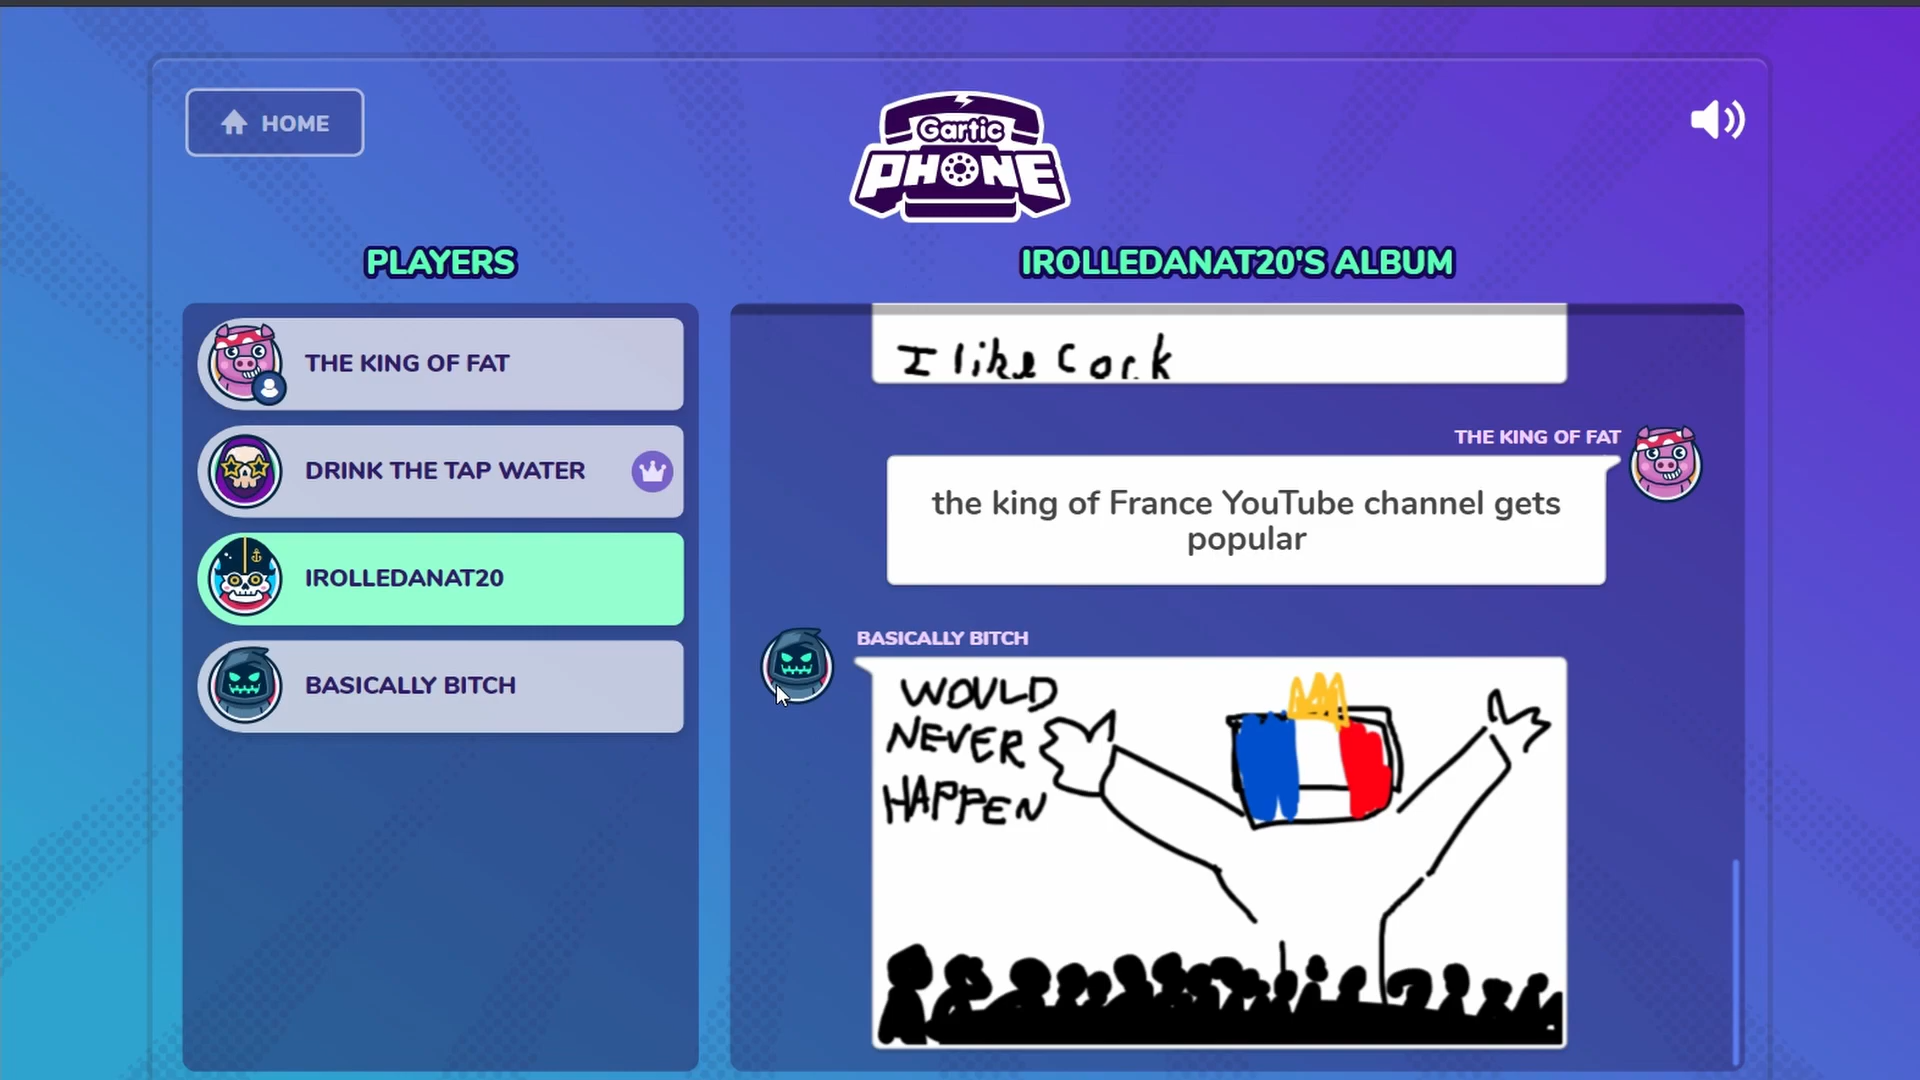 HOME
Gartic
PHONE
PLAYERS
IROLLEDANAT20'S ALBUM
THE KING OF FAT
DRINK THE TAP WATER
IROLLEDANAT20
BASICALLY BITCH
I like Cock
THE KING OF FAT
the king of France YouTube channel gets
popular
BASICALLY BITCH
WOULD
NEVER
HAPPEN